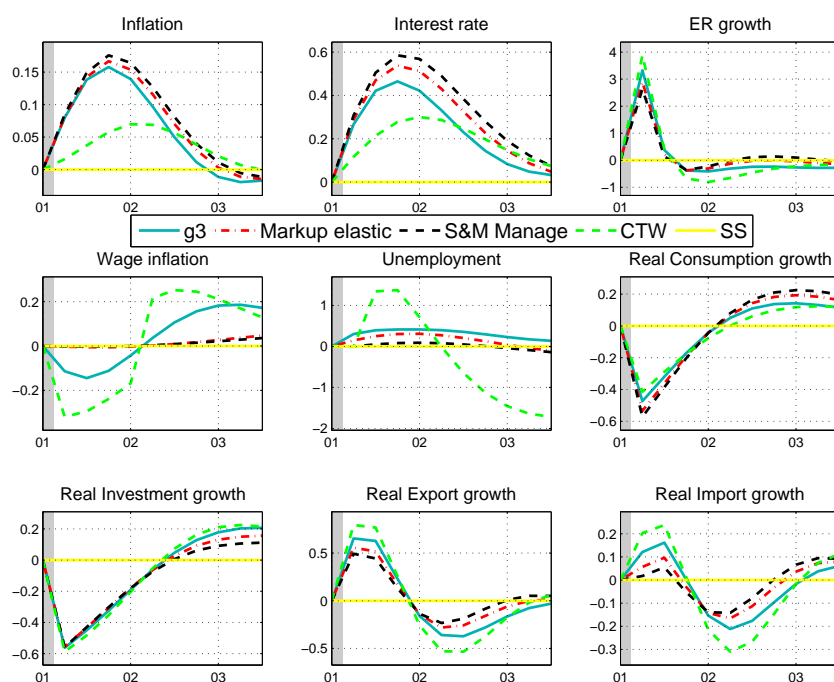 Inflation
Interest rate
ER growth
0.15
0.1
0.05
0
01 02 03
0.6
0.4
0.2
0
01 02 03
4
3
2
1
0
−1
01 02 03
g3 Markup elastic S&M Manage CTW SS
Wage inflation
Unemployment
Real Consumption growth
0.2
0
−0.2
01 02 03
1
0
−1
−2
01 02 03
0.2
0
−0.2
−0.4
−0.6
01 02 03
Real Investment growth
Real Export growth
Real Import growth
0.2
0
−0.2
−0.4
−0.6
01 02 03
0.5
0
−0.5
01 02 03
0.2
0.1
0
−0.1
−0.2
−0.3
01 02 03